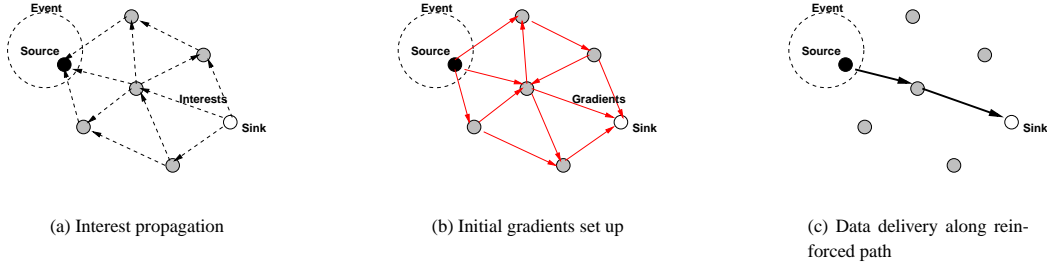 Event
Source
Interests
Sink
(a) Interest propagation
Event
Source
Gradients
Sink
(b) Initial gradients set up
Event
Source
Sink
(c) Data delivery along rein-
forced path